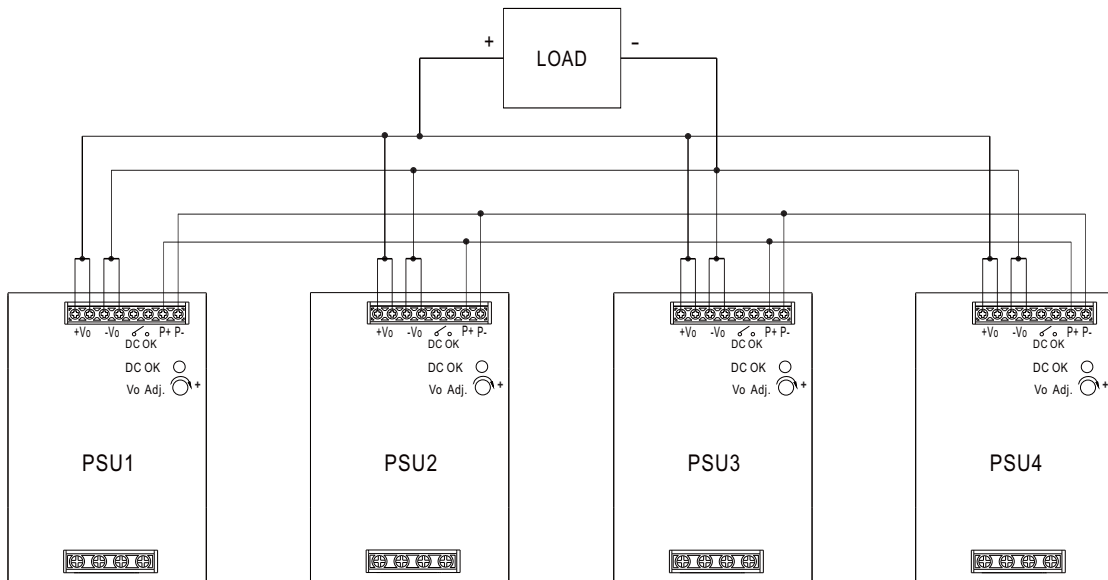 + LOAD -
+Vo -Vo P+ P-
DC OK
DC OK
Vo Adj. +
PSU1
+Vo -Vo P+ P-
DC OK
DC OK
Vo Adj. +
PSU2
+Vo -Vo P+ P-
DC OK
DC OK
Vo Adj. +
PSU3
+Vo -Vo P+ P-
DC OK
DC OK
Vo Adj. +
PSU4